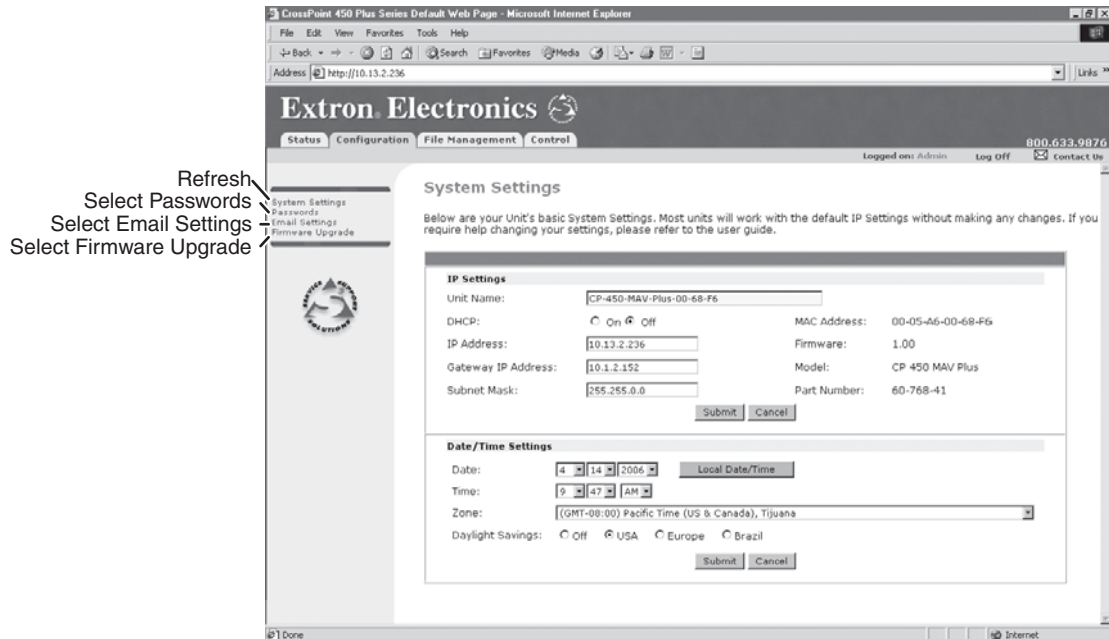 CrossPoint 450 Plus Series Default Web Page - Microsoft Internet Explorer
File Edit View Favorites Tools Help
Back Search Favorites Media
Address http://10.13.2.236 Links »
Extron. Electronics
Status Configuration File Management Control
800.633.9876
Logged on: Admin Log Off Contact Us
Refresh
Select Passwords
Select Email Settings
Select Firmware Upgrade
System Settings
Passwords
Email Settings
Firmware Upgrade
SERVICE SUPPORT SOLUTIONS
System Settings
Below are your Unit's basic System Settings. Most units will work with the default IP Settings without making any changes. If you
require help changing your settings, please refer to the user guide.
IP Settings
Unit Name: CP-450-MAV-Plus-00-68-F6
DHCP: On Off MAC Address: 00-05-A6-00-68-F6
IP Address: 10.13.2.236 Firmware: 1.00
Gateway IP Address: 10.1.2.152 Model: CP 450 MAV Plus
Subnet Mask: 255.255.0.0 Part Number: 60-768-41
Submit Cancel
Date/Time Settings
Date: 4 14 2006 Local Date/Time
Time: 9 47 AM
Zone: (GMT-08:00) Pacific Time (US & Canada), Tijuana
Daylight Savings: Off USA Europe Brazil
Submit Cancel
Done Internet